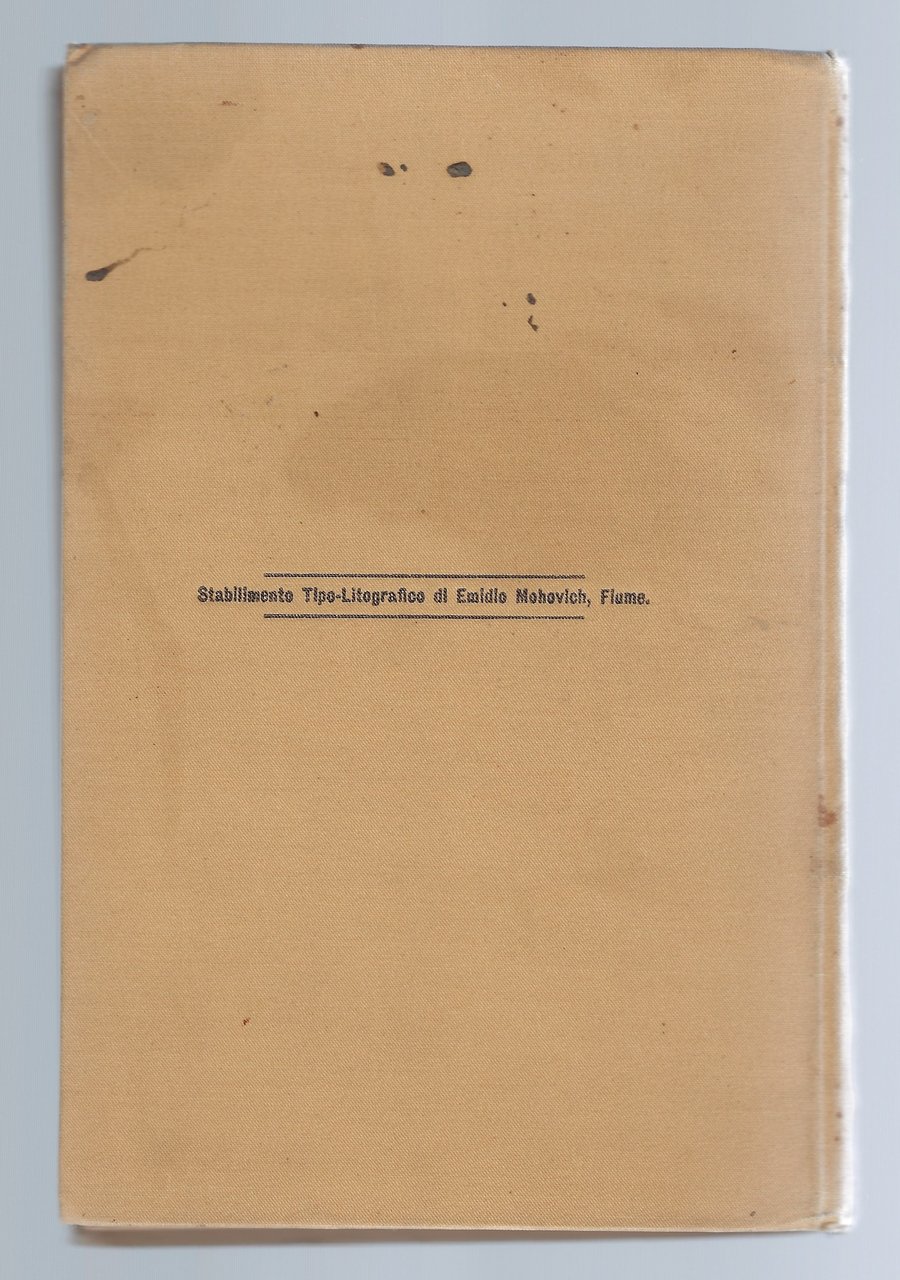 Stabilimento Tipo-Litografico di Emidio Mohovich, Fiume.